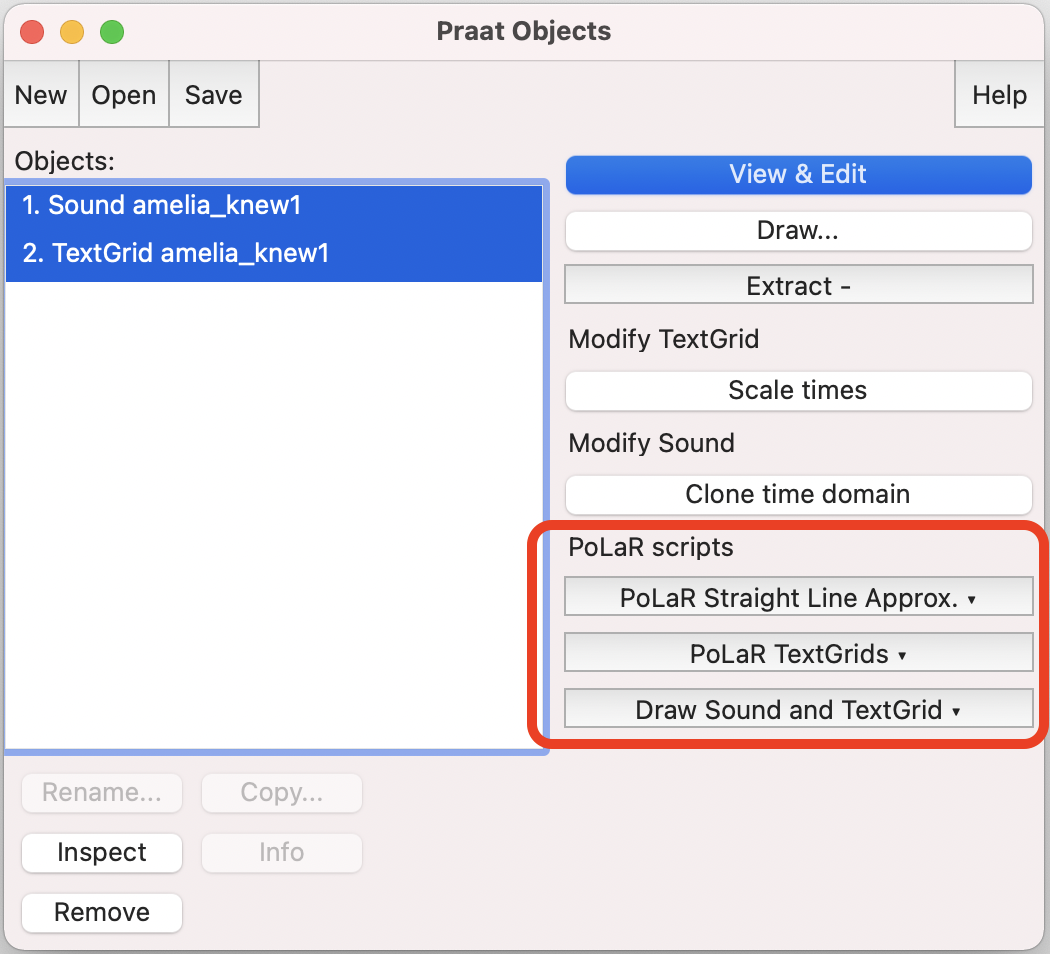 Praat Objects
New Open Save Help
Objects:
1. Sound amelia_knew1
2. TextGrid amelia_knew1
View & Edit
Draw...
Extract -
Modify TextGrid
Scale times
Modify Sound
Clone time domain
PoLaR scripts
PoLaR Straight Line Approx. ▾
PoLaR TextGrids ▾
Draw Sound and TextGrid ▾
Rename... Copy...
Inspect Info
Remove